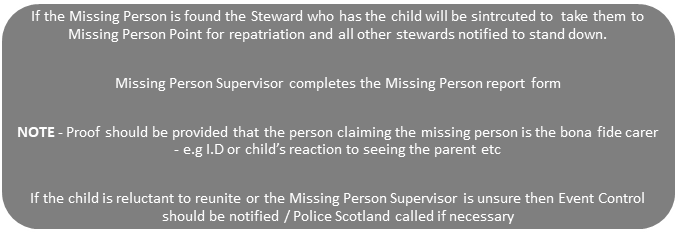 If the Missing Person is found the Steward who has the child will be sintrcuted to  take them to
Missing Person Point for repatriation and all other stewards notified to stand down.
Missing Person Supervisor completes the Missing Person report form
NOTE - Proof should be provided that the person claiming the missing person is the bona fide carer
- e.g I.D or child’s reaction to seeing the parent etc
If the child is reluctant to reunite or the Missing Person Supervisor is unsure then Event Control
should be notified / Police Scotland called if necessary